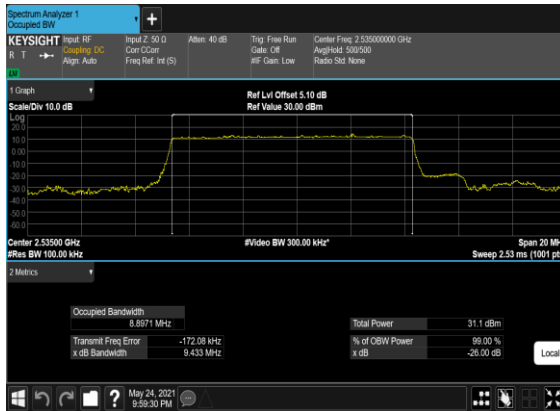 Spectrum Analyzer 1
Occupied BW
KEYSIGHT
R T
Input: RF
Coupling: DC
Align: Auto
Input Z: 50 Ω
Corr CCorr
Freq Ref: Int (S)
Atten: 40 dB
Trig: Free Run
Gate: Off
#IF Gain: Low
Center Freq: 2.535000000 GHz
Avg|Hold: 500/500
Radio Std: None
1 Graph
Scale/Div 10.0 dB
Ref Lvl Offset 5.10 dB
Ref Value 30.00 dBm
Log
20.0
10.0
0.00
-10.0
-20.0
-30.0
-40.0
-50.0
-60.0
Center 2.53500 GHz
#Video BW 300.00 kHz*
Span 20 MH
#Res BW 100.00 kHz
Sweep 2.53 ms (1001 pt
2 Metrics
Occupied Bandwidth
8.8971 MHz
Total Power 31.1 dBm
Transmit Freq Error -172.08 kHz
% of OBW Power 99.00 %
x dB Bandwidth 9.433 MHz
x dB -26.00 dB
Local
?
May 24, 2021
9:59:30 PM